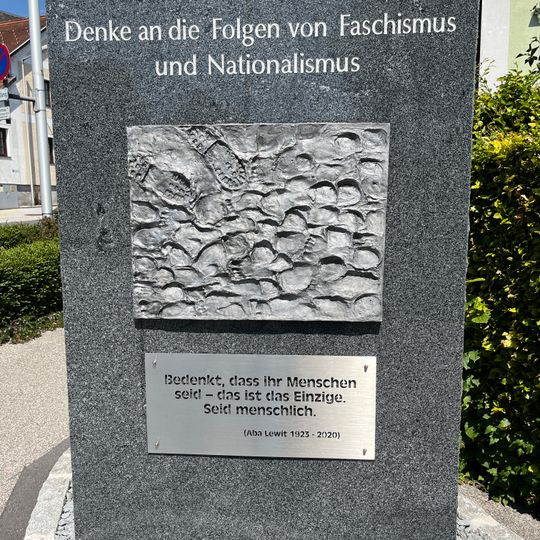 Denke an die Folgen von Faschismus
und Nationalismus
Bedenkt, dass ihr Menschen
seid – das ist das Einzige.
Seid menschlich.
(Aba Lewit 1923 - 2020)